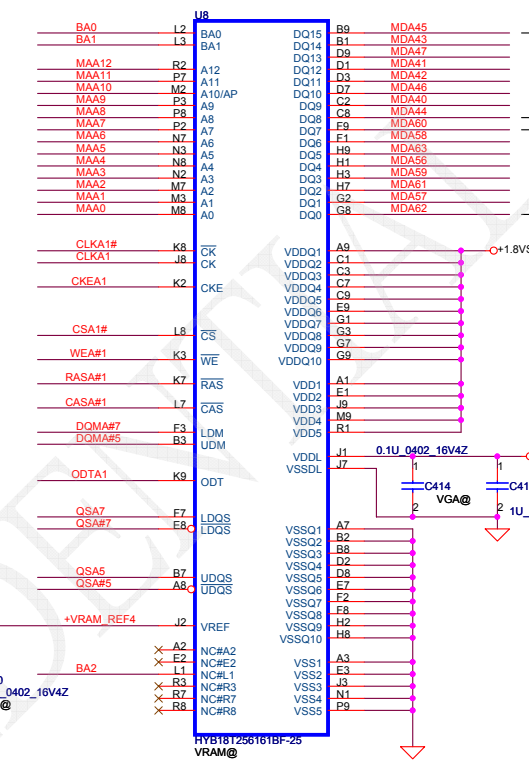 U8
BA0 L2 BA0 DQ15 B9 MDA45
BA1 L3 BA1 DQ14 B1 MDA43
DQ13 D9 MDA47
MAA12 R2 A12 DQ12 D1 MDA41
MAA11 P7 A11 DQ11 D3 MDA42
MAA10 M2 A10/AP DQ10 D7 MDA46
MAA9 P3 A9 DQ9 C2 MDA40
MAA8 P8 A8 DQ8 C8 MDA44
MAA7 P2 A7 DQ7 F9 MDA60
MAA6 N7 A6 DQ6 F1 MDA58
MAA5 N3 A5 DQ5 H9 MDA63
MAA4 N8 A4 DQ4 H1 MDA56
MAA3 N2 A3 DQ3 H3 MDA59
MAA2 M7 A2 DQ2 H7 MDA61
MAA1 M3 A1 DQ1 G2 MDA57
MAA0 M8 A0 DQ0 G8 MDA62
CLKA1# K8 CK VDDQ1 A9 +1.8VS
CLKA1 J8 CK VDDQ2 C1
VDDQ3 C3
CKEA1 K2 CKE VDDQ4 C7
VDDQ5 C9
VDDQ6 E9
VDDQ7 G1
CSA1# L8 CS VDDQ8 G3
VDDQ9 G7
WEA#1 K3 WE VDDQ10 G9
RASA#1 K7 RAS VDD1 A1
VDD2 E1
CASA#1 L7 CAS VDD3 J9
VDD4 M9
DQMA#7 F3 LDM VDD5 R1
DQMA#5 B3 UDM
0.1U_0402_16V4Z
VDDL J1
VSSDL J7
1 1
ODTA1 K9 ODT C414 C41
VGA@
2 2 1U_
QSA7 F7 LDQS
QSA#7 E8 LDQS VSSQ1 A7
VSSQ2 B2
VSSQ3 B8
VSSQ4 D2
QSA5 B7 UDQS VSSQ5 D8
QSA#5 A8 UDQS VSSQ6 E7
VSSQ7 F2
VSSQ8 F8
+VRAM_REF4 J2 VREF VSSQ9 H2
VSSQ10 H8
A2 NC#A2
E2 NC#E2 VSS1 A3
BA2 L1 NC#L1 VSS2 E3
R3 NC#R3 VSS3 J3
R7 NC#R7 VSS4 N1
R8 NC#R8 VSS5 P9
0
_0402_16V4Z
@
HYB18T256161BF-25
VRAM@